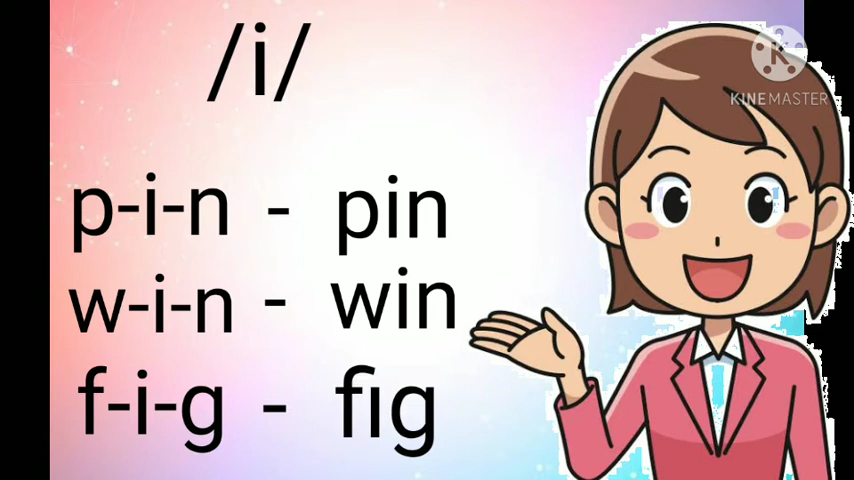 /i/
KINEMASTER
p-i-n - pin
w-i-n - win
f-i-g - fig